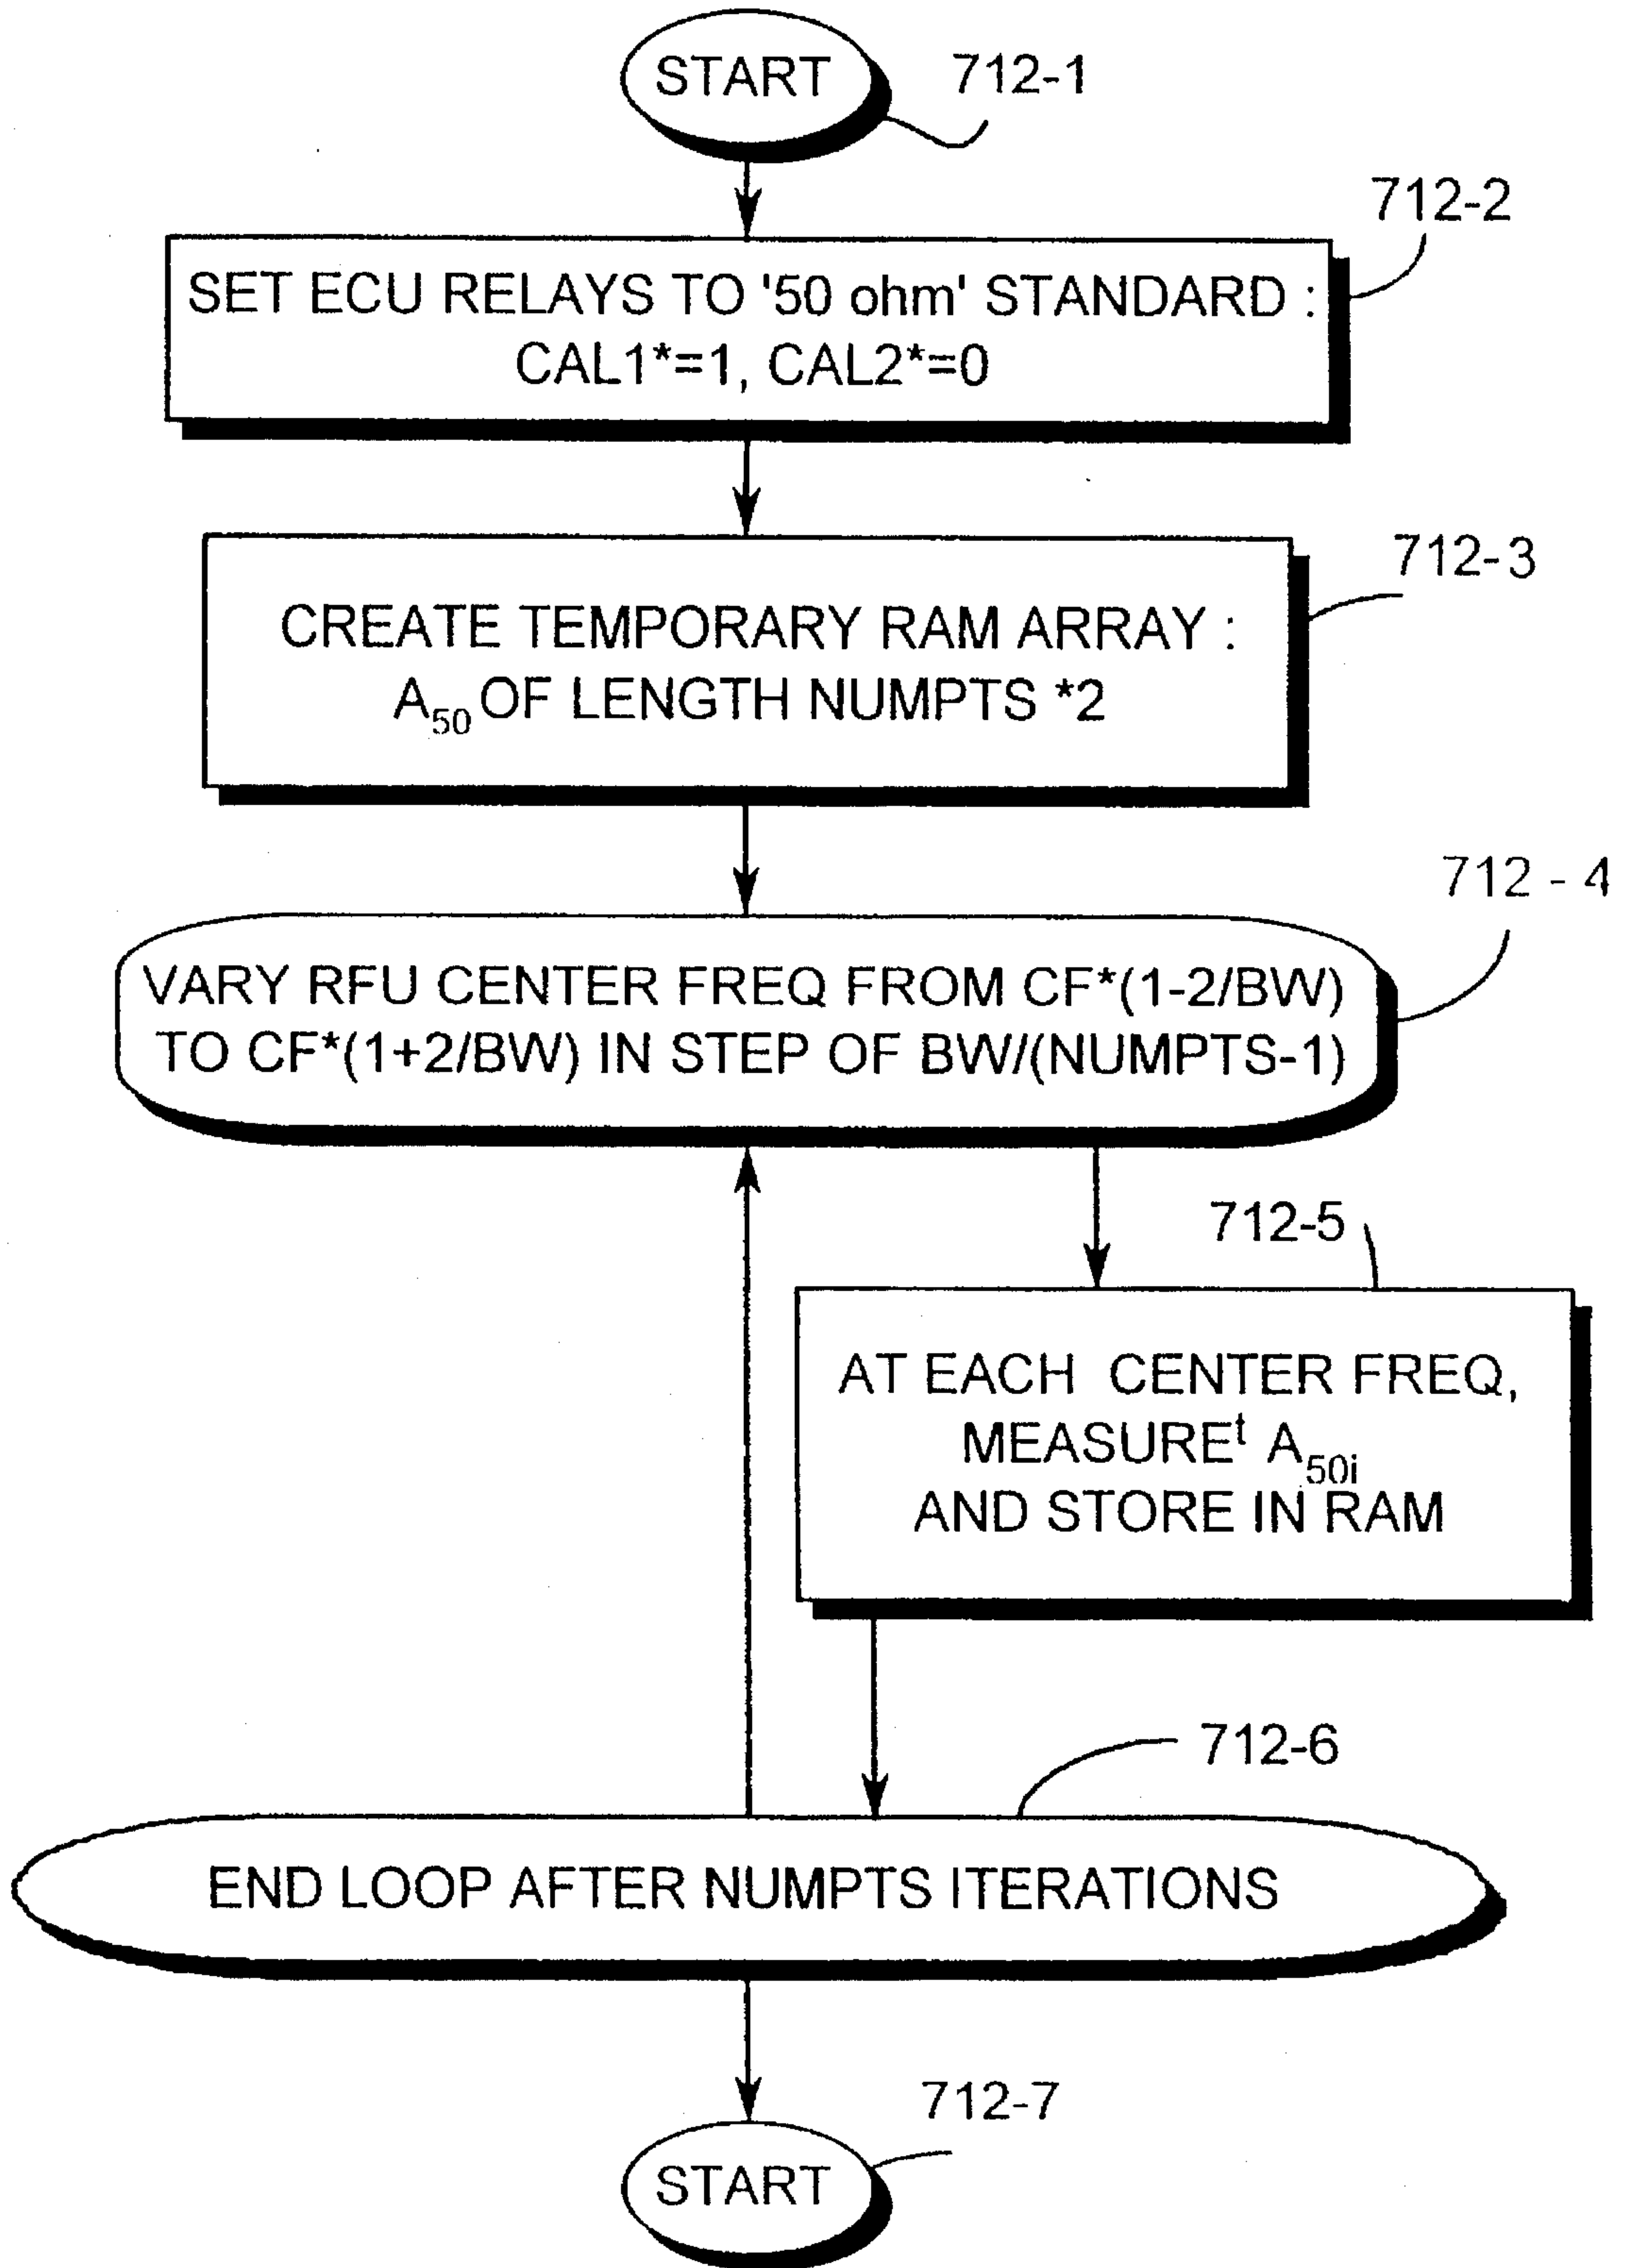 START
712-1
712-2
SET ECU RELAYS TO '50 ohm' STANDARD :
CAL1*=1, CAL2*=0
712-3
CREATE TEMPORARY RAM ARRAY :
A₅₀ OF LENGTH NUMPTS *2
712 - 4
VARY RFU CENTER FREQ FROM CF*(1-2/BW)
TO CF*(1+2/BW) IN STEP OF BW/(NUMPTS-1)
712-5
AT EACH CENTER FREQ,
MEASUREᵗ A₅₀ᵢ
AND STORE IN RAM
712-6
END LOOP AFTER NUMPTS ITERATIONS
712-7
START